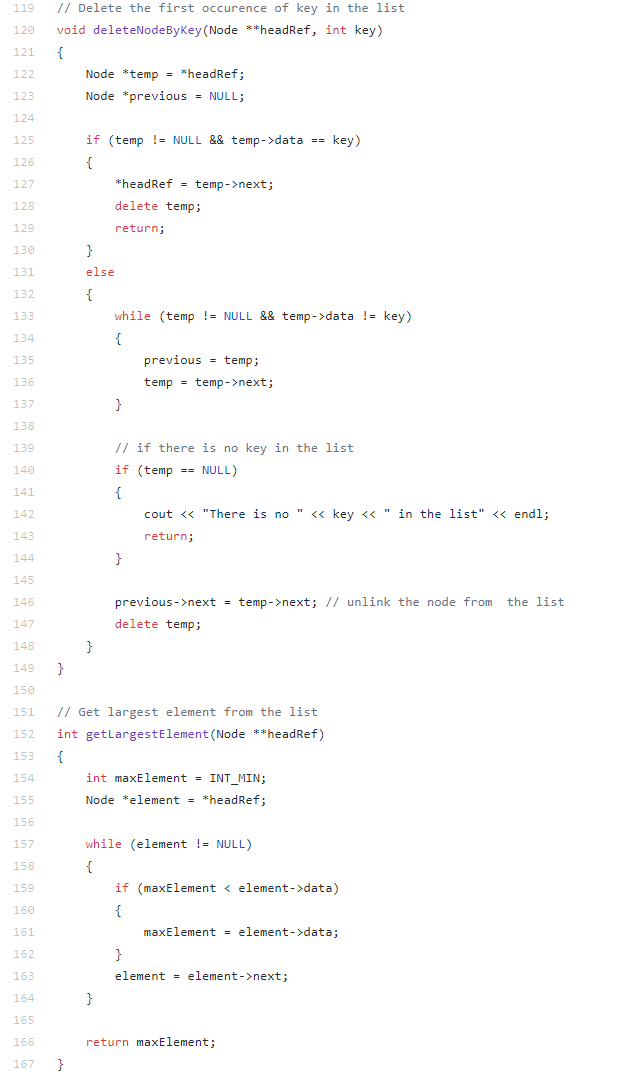 119 // Delete the first occurence of key in the list
120 void deleteNodeByKey(Node **headRef, int key)
121 {
122     Node *temp = *headRef;
123     Node *previous = NULL;
124
125     if (temp != NULL && temp->data == key)
126     {
127         *headRef = temp->next;
128         delete temp;
129         return;
130     }
131     else
132     {
133         while (temp != NULL && temp->data != key)
134         {
135             previous = temp;
136             temp = temp->next;
137         }
138
139         // if there is no key in the list
140         if (temp == NULL)
141         {
142             cout << "There is no " << key << " in the list" << endl;
143             return;
144         }
145
146         previous->next = temp->next; // unlink the node from  the list
147         delete temp;
148     }
149 }
150
151 // Get largest element from the list
152 int getLargestElement(Node **headRef)
153 {
154     int maxElement = INT_MIN;
155     Node *element = *headRef;
156
157     while (element != NULL)
158     {
159         if (maxElement < element->data)
160         {
161             maxElement = element->data;
162         }
163         element = element->next;
164     }
165
166     return maxElement;
167 }